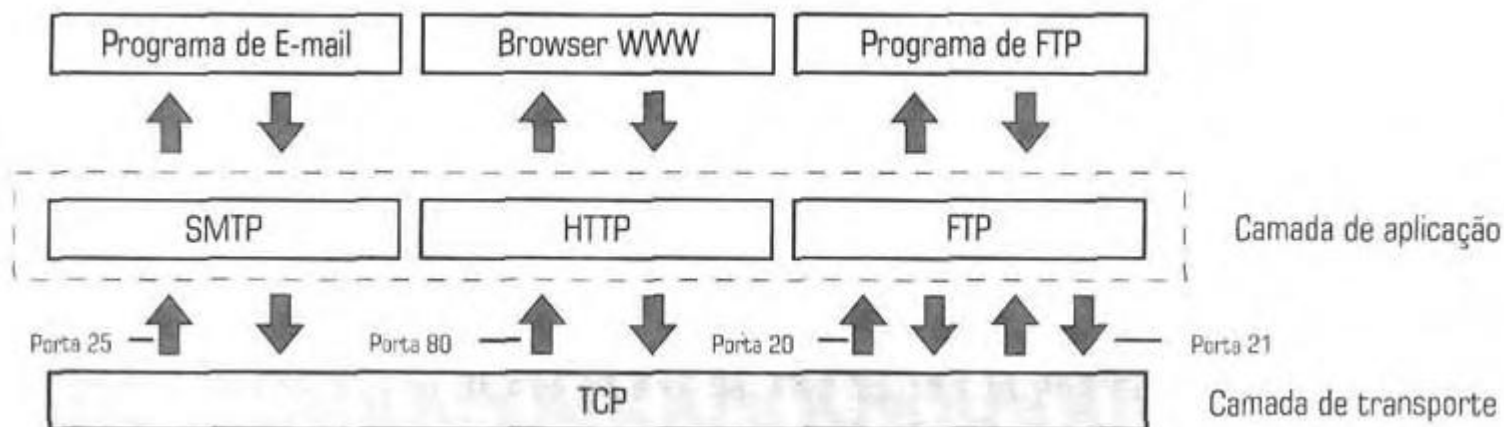 Programa de E-mail Browser WWW Programa de FTP
SMTP HTTP FTP Camada de aplicação
Porta 25 Porta 80 Porta 20 Porta 21
TCP Camada de transporte